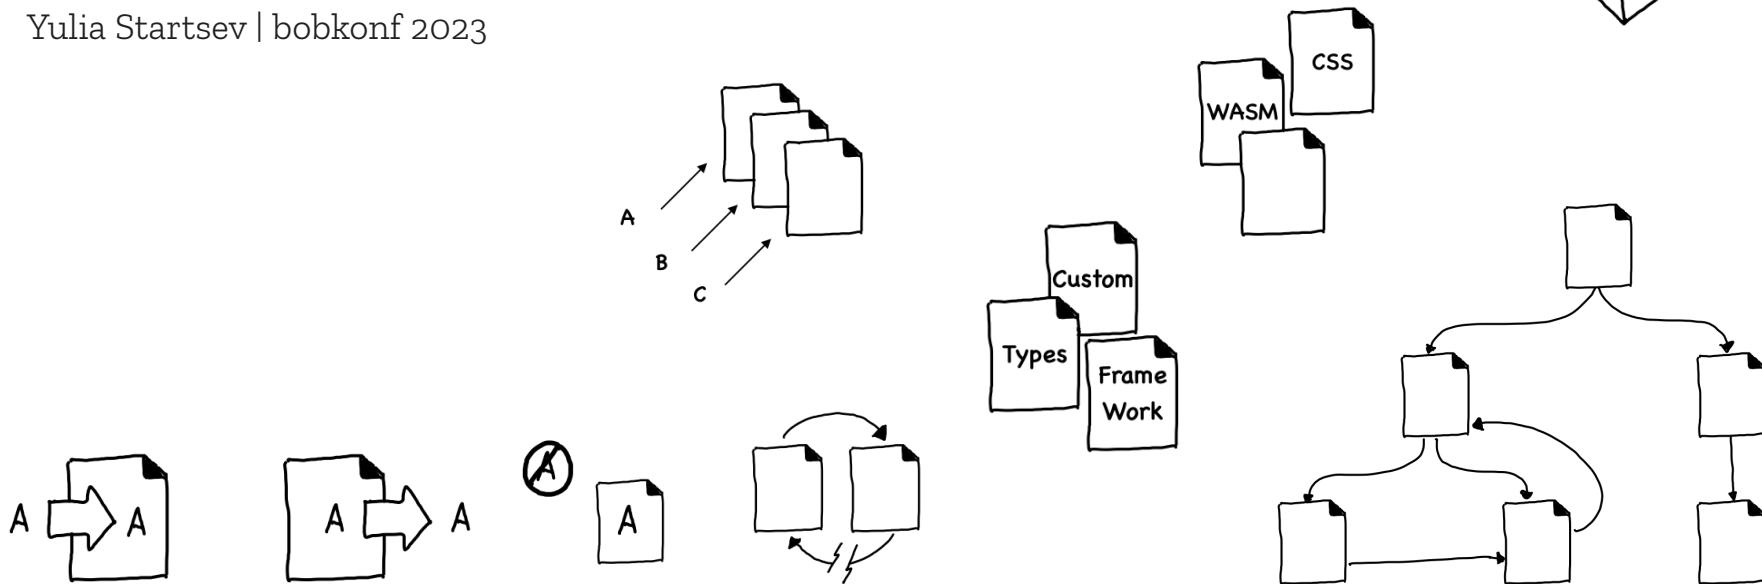 Yulia Startsev | bobkonf 2023
CSS
WASM
A
B
C
Custom
Types
Frame
Work
A
A
A
A
A
A